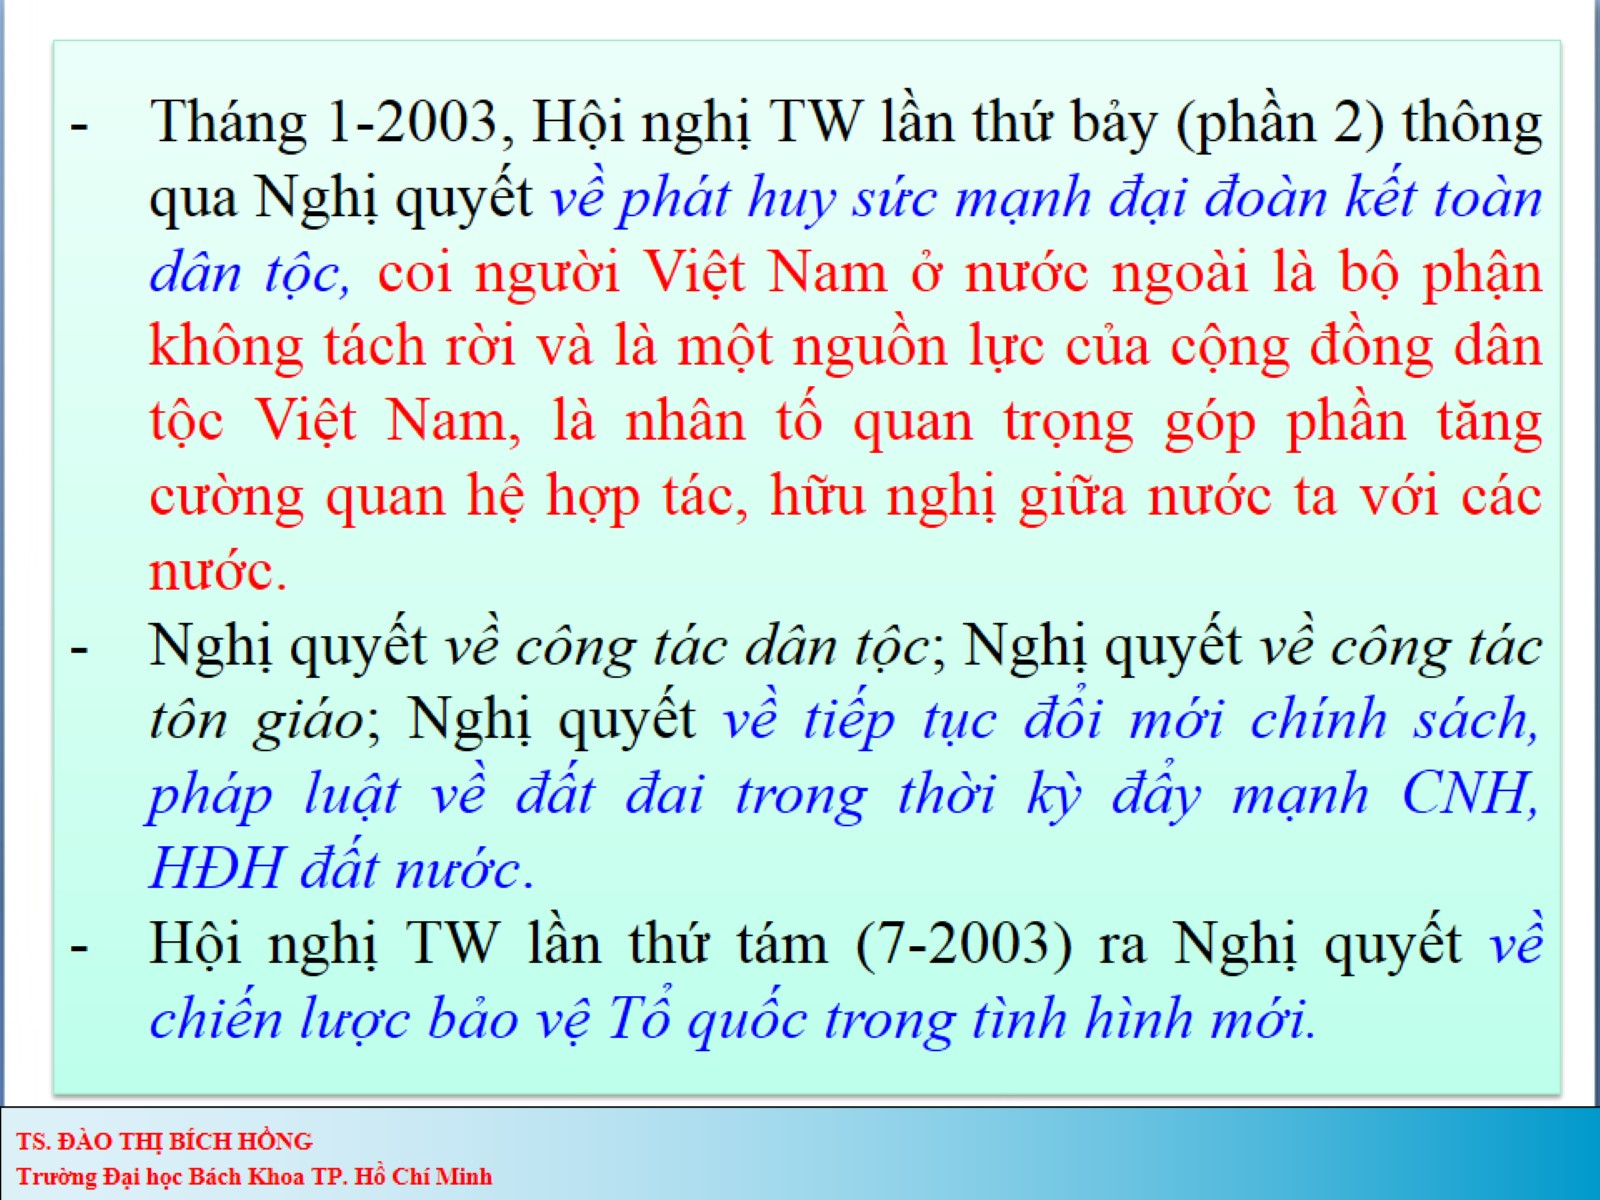 - Tháng 1-2003, Hội nghị TW lần thứ bảy (phần 2) thông
qua Nghị quyết về phát huy sức mạnh đại đoàn kết toàn
dân tộc, coi người Việt Nam ở nước ngoài là bộ phận
không tách rời và là một nguồn lực của cộng đồng dân
tộc Việt Nam, là nhân tố quan trọng góp phần tăng
cường quan hệ hợp tác, hữu nghị giữa nước ta với các
nước.
- Nghị quyết về công tác dân tộc; Nghị quyết về công tác
tôn giáo; Nghị quyết về tiếp tục đổi mới chính sách,
pháp luật về đất đai trong thời kỳ đẩy mạnh CNH,
HĐH đất nước.
- Hội nghị TW lần thứ tám (7-2003) ra Nghị quyết về
chiến lược bảo vệ Tổ quốc trong tình hình mới.
TS. ĐÀO THỊ BÍCH HỒNG
Trường Đại học Bách Khoa TP. Hồ Chí Minh